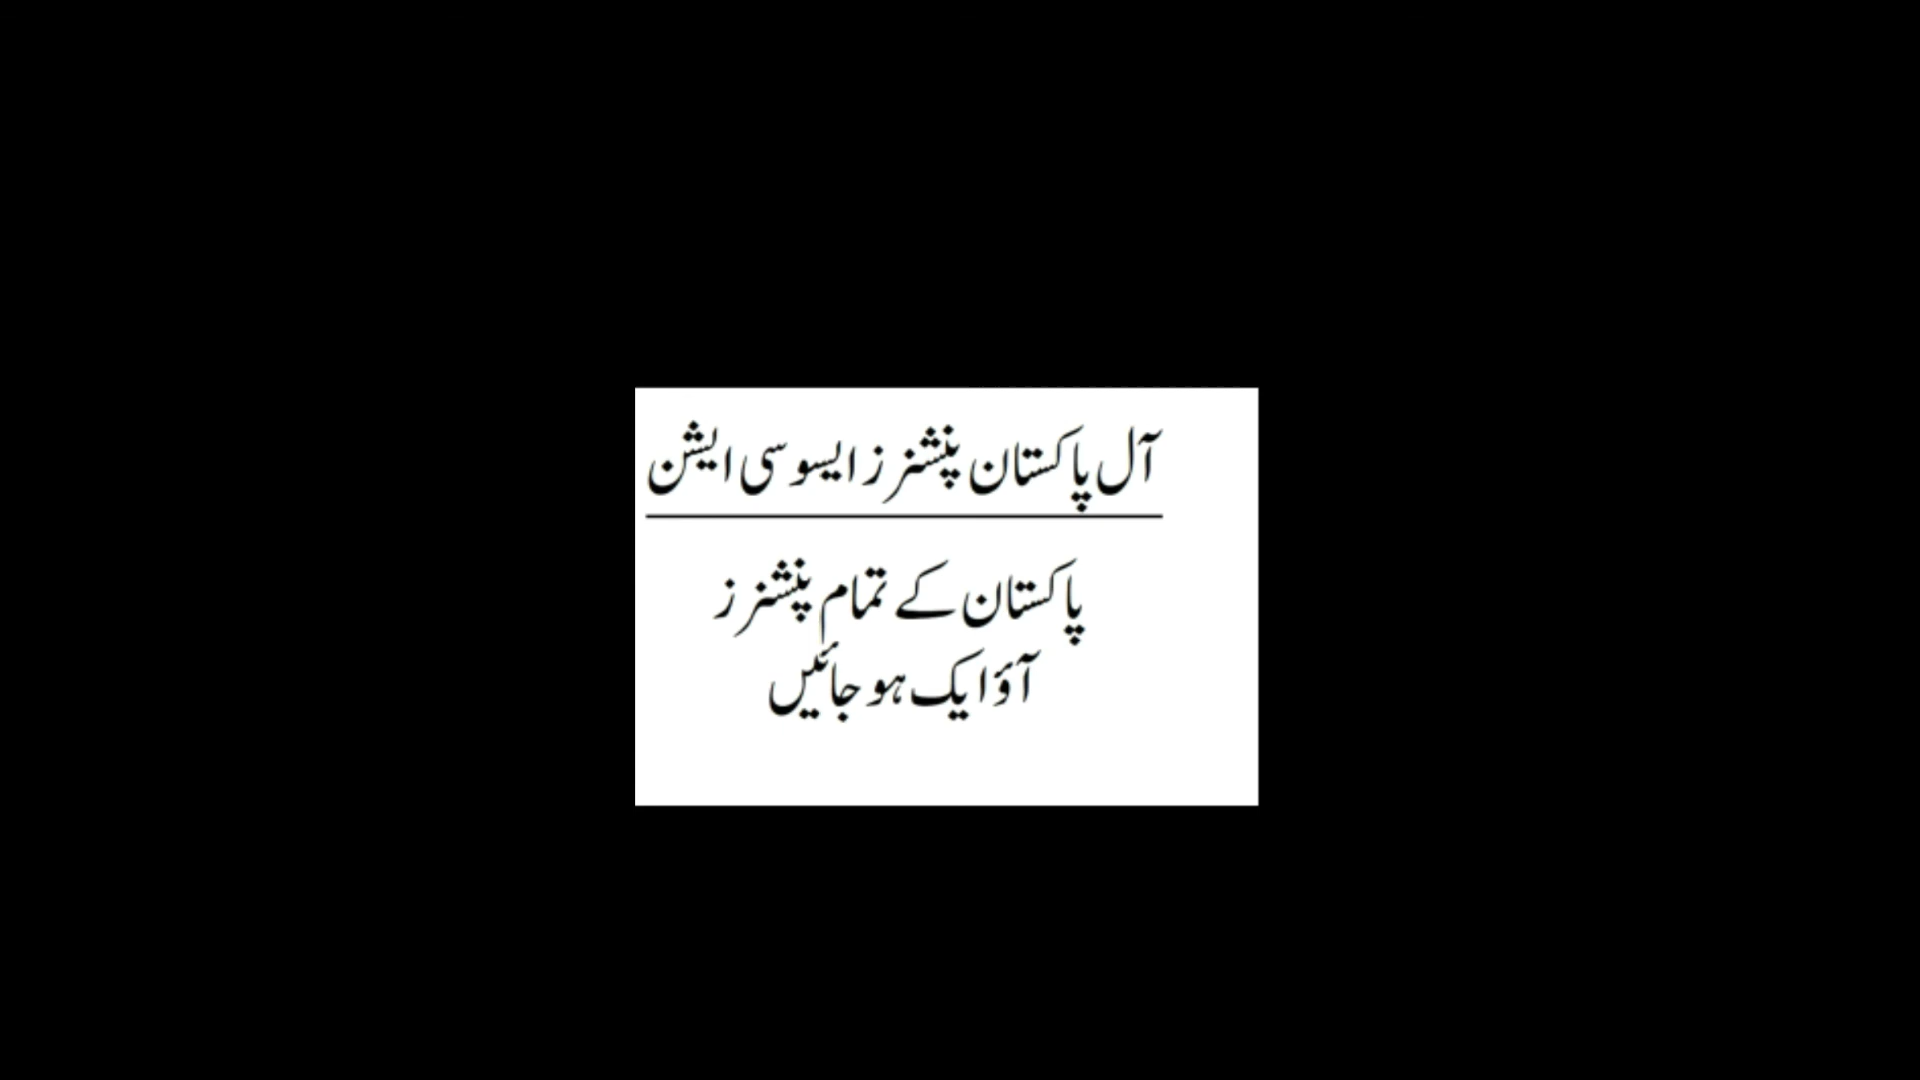 آل پاکستان پنشنرز ایسوسی ایشن
پاکستان کے تمام پنشنرز
آؤ ایک ہو جائیں